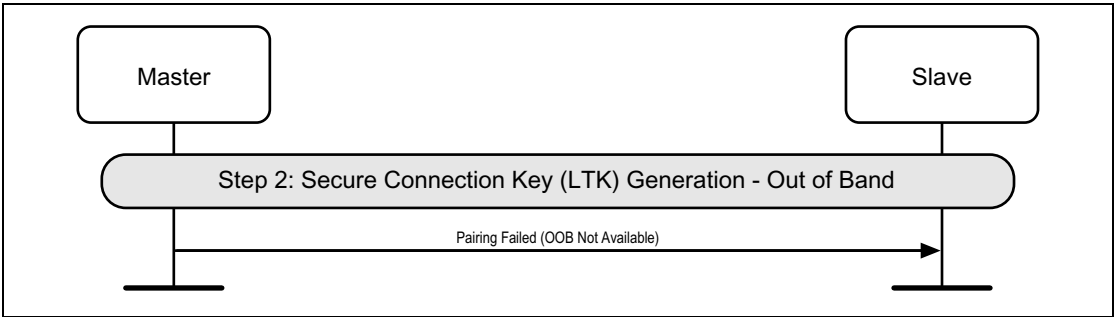 Master
Slave
Step 2: Secure Connection Key (LTK) Generation - Out of Band
Pairing Failed (OOB Not Available)